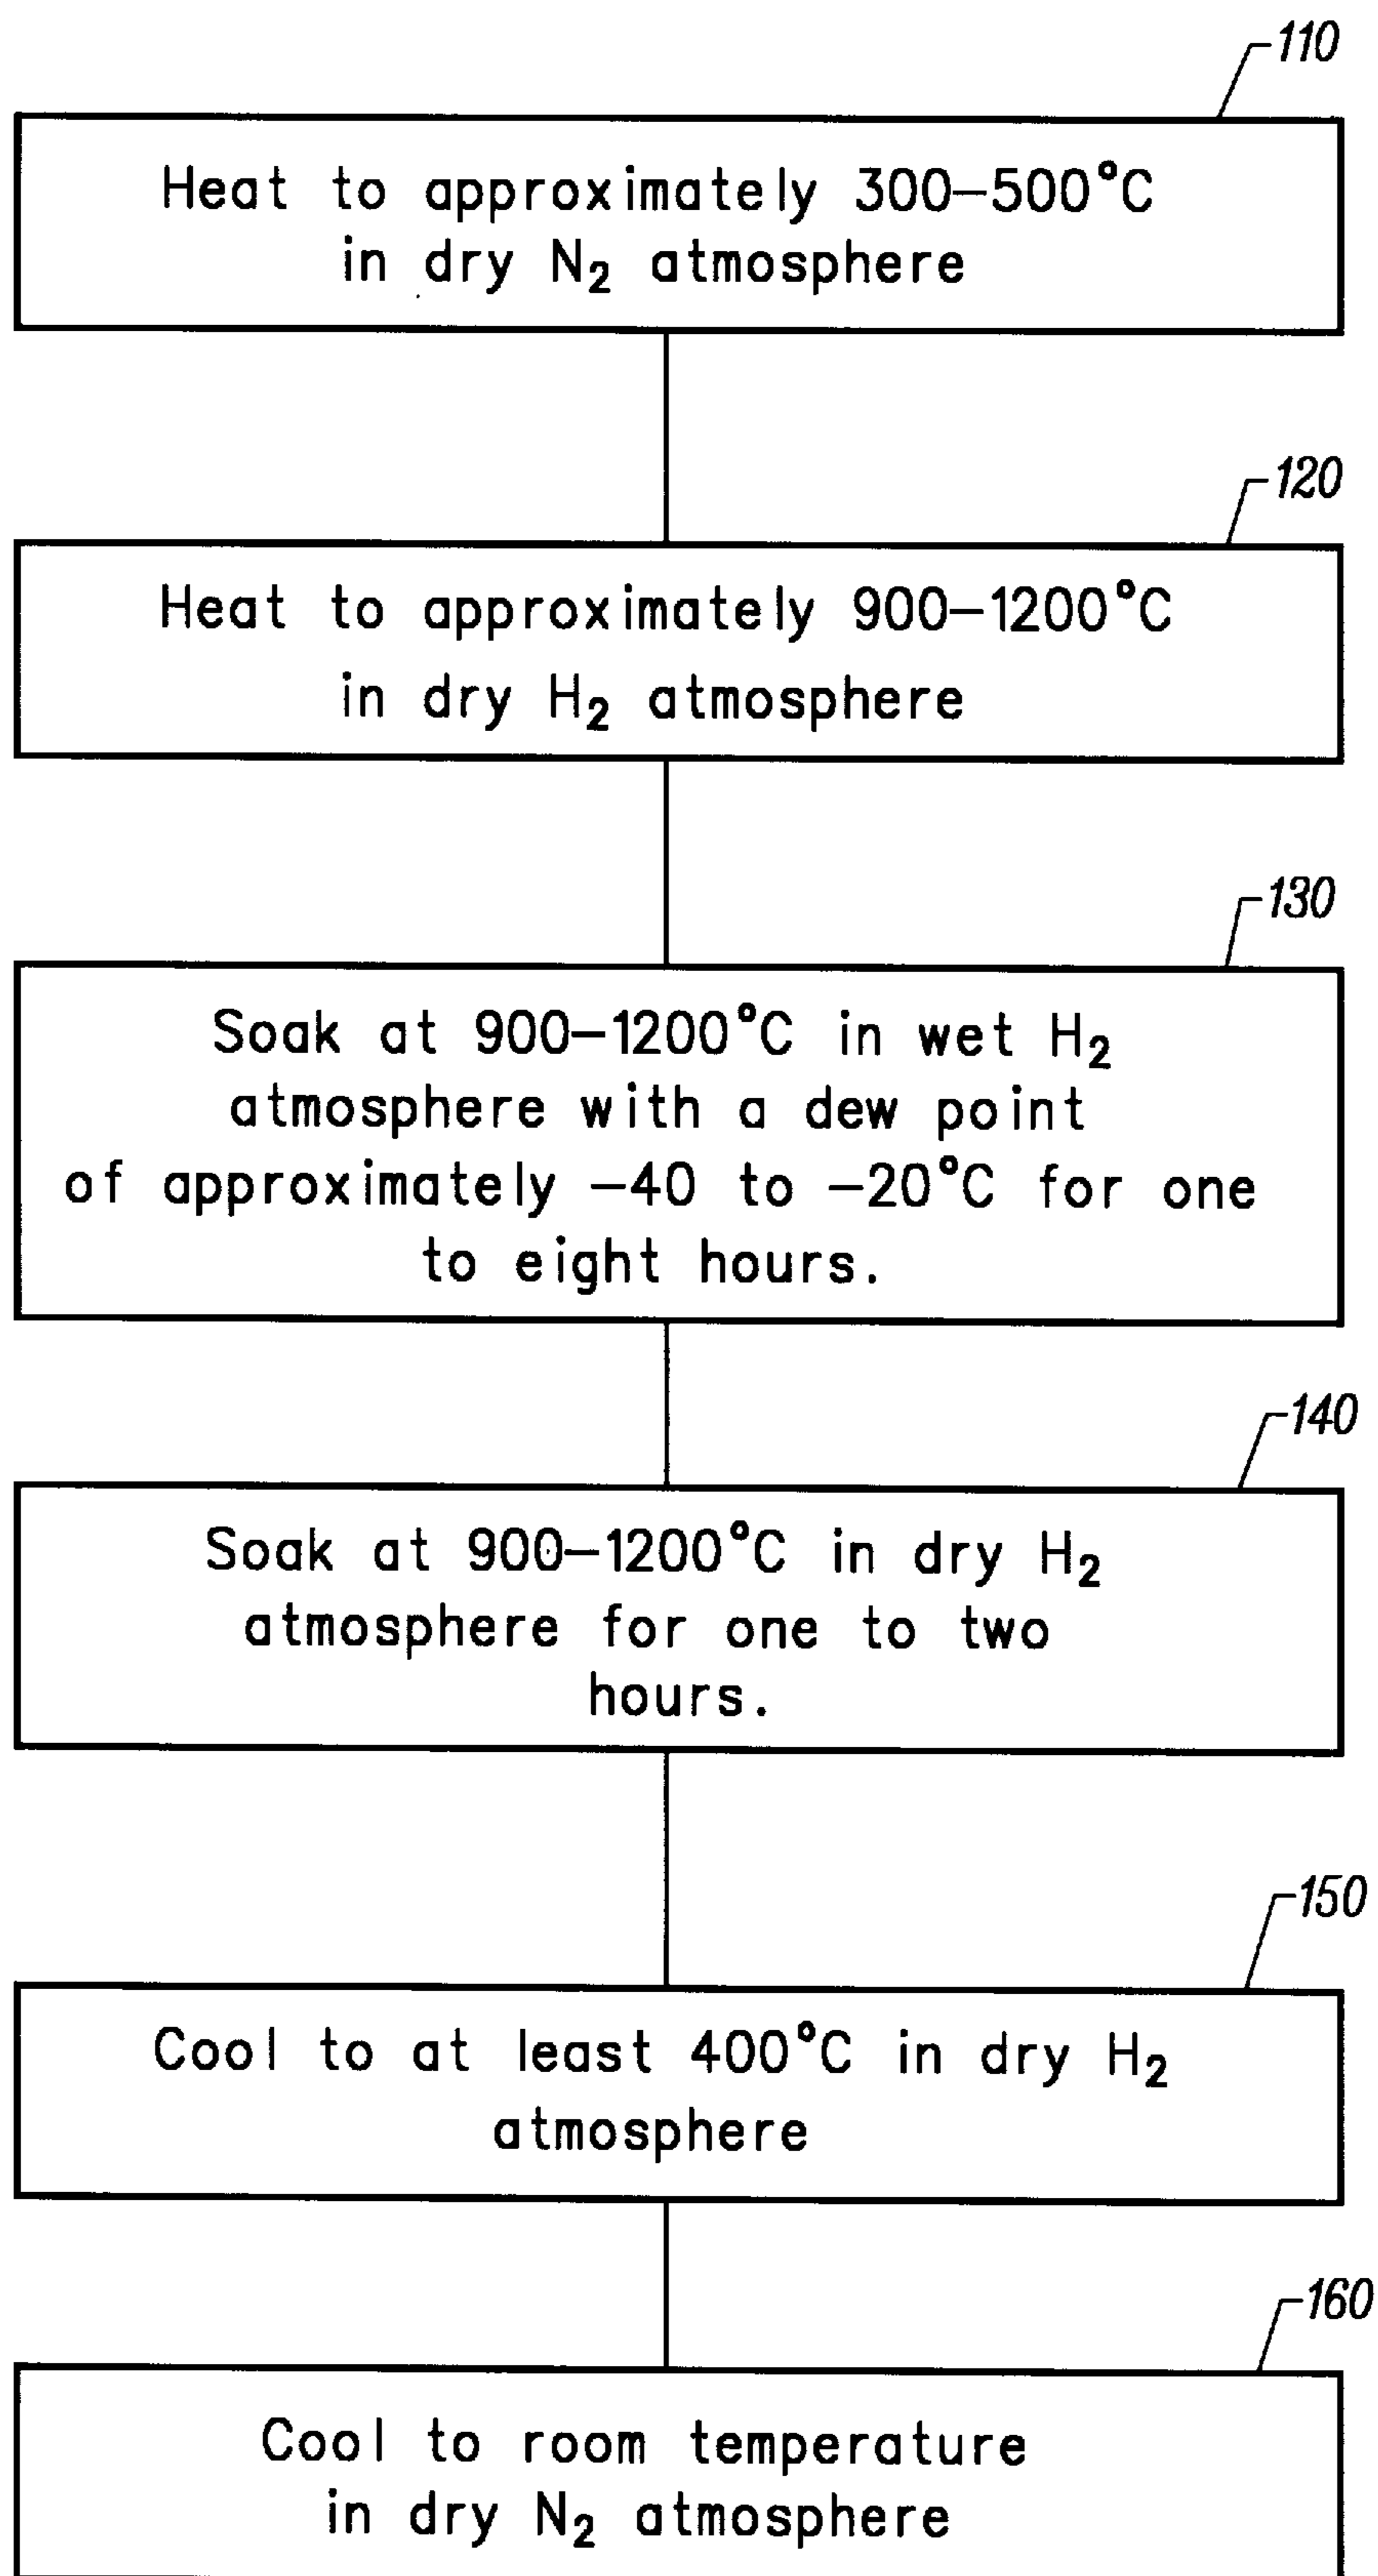 110
Heat to approximately 300–500°C
in dry N₂ atmosphere
120
Heat to approximately 900–1200°C
in dry H₂ atmosphere
130
Soak at 900–1200°C in wet H₂
atmosphere with a dew point
of approximately –40 to –20°C for one
to eight hours.
140
Soak at 900–1200°C in dry H₂
atmosphere for one to two
hours.
150
Cool to at least 400°C in dry H₂
atmosphere
160
Cool to room temperature
in dry N₂ atmosphere